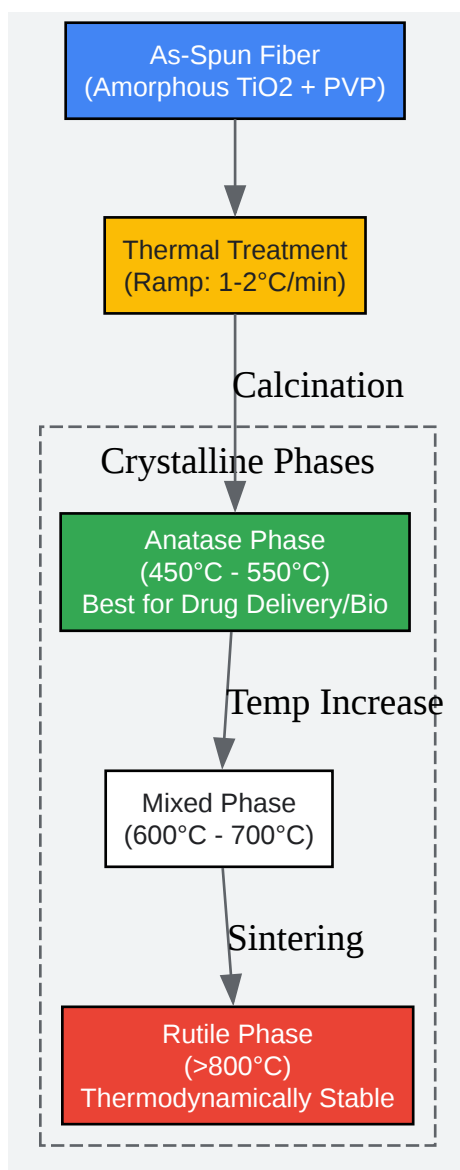 As-Spun Fiber
(Amorphous TiO2 + PVP)
Thermal Treatment
(Ramp: 1-2°C/min)
Calcination
Crystalline Phases
Anatase Phase
(450°C - 550°C)
Best for Drug Delivery/Bio
Temp Increase
Mixed Phase
(600°C - 700°C)
Sintering
Rutile Phase
(>800°C)
Thermodynamically Stable